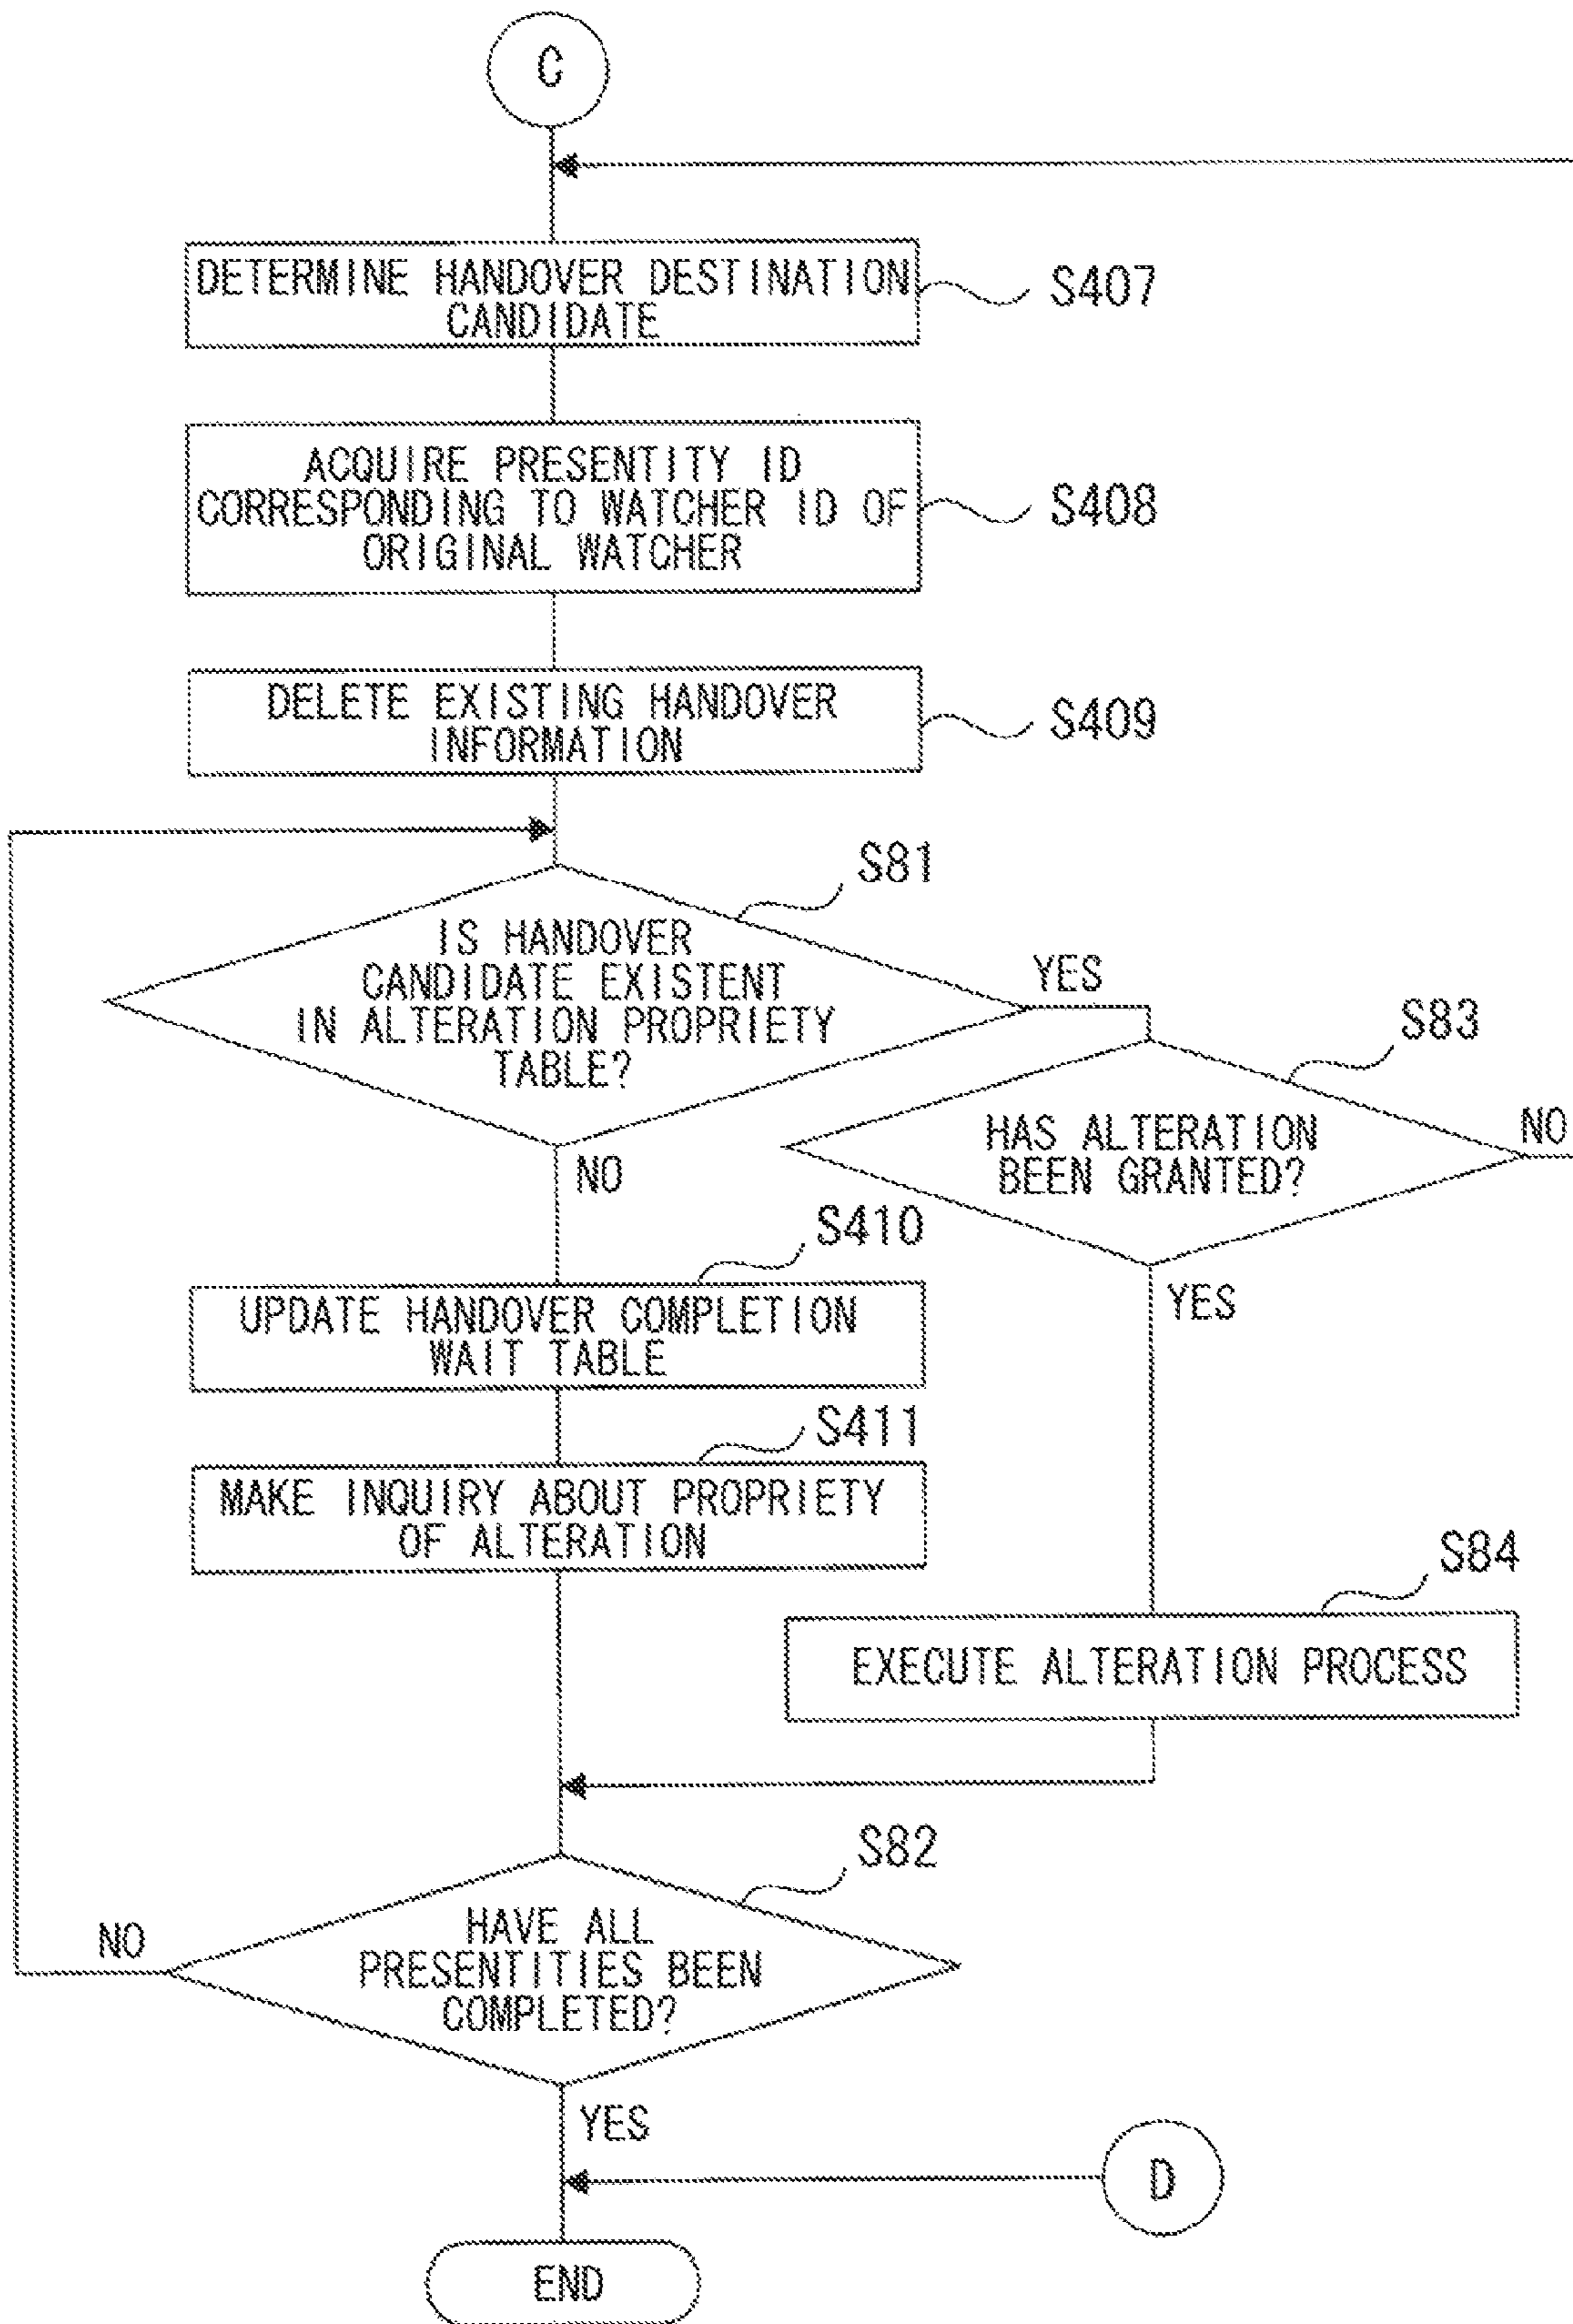 C
DETERMINE HANDOVER DESTINATION
CANDIDATE
S407
ACQUIRE PRESENTITY ID
CORRESPONDING TO WATCHER ID OF
ORIGINAL WATCHER
S408
DELETE EXISTING HANDOVER
INFORMATION
S409
S81
IS HANDOVER
CANDIDATE EXISTENT
IN ALTERATION PROPRIETY
TABLE?
YES
NO
S83
HAS ALTERATION
BEEN GRANTED?
NO
YES
S410
UPDATE HANDOVER COMPLETION
WAIT TABLE
S411
MAKE INQUIRY ABOUT PROPRIETY
OF ALTERATION
S84
EXECUTE ALTERATION PROCESS
S82
HAVE ALL
PRESENTITIES BEEN
COMPLETED?
NO
YES
D
END